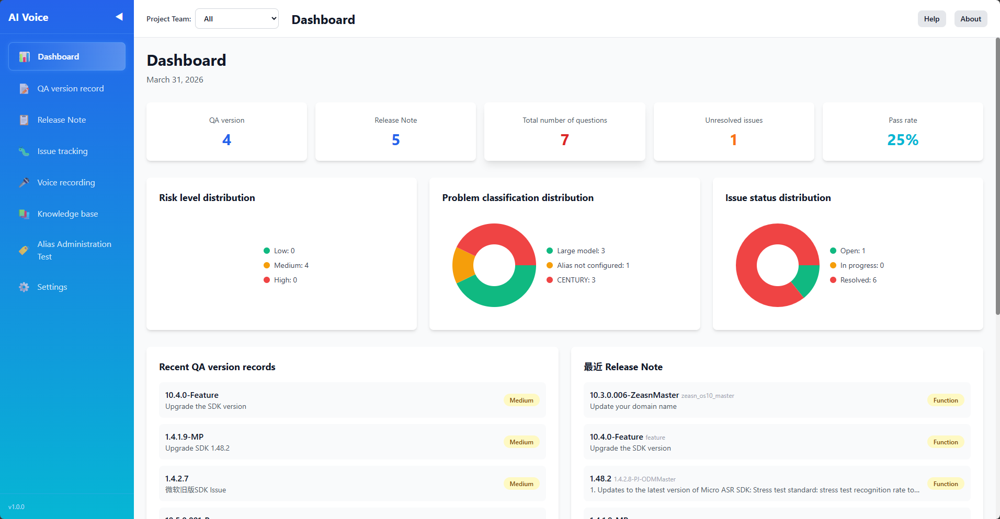 AI Voice
Dashboard
QA version record
Release Note
Issue tracking
Voice recording
Knowledge base
Alias Administration
Test
Settings
v1.0.0
Project Team:
All
Dashboard
Help
About
Dashboard
March 31, 2026
QA version
4
Release Note
5
Total number of questions
7
Unresolved issues
1
Pass rate
25%
Risk level distribution
Low: 0
Medium: 4
High: 0
Problem classification distribution
Large model: 3
Alias not configured: 1
CENTURY: 3
Issue status distribution
Open: 1
In progress: 0
Resolved: 6
Recent QA version records
10.4.0-Feature
Upgrade the SDK version
Medium
1.4.1.9-MP
Upgrade SDK 1.48.2
Medium
1.4.2.7
微软旧版SDK Issue
Medium
最近 Release Note
10.3.0.006-ZeasnMaster zeasn_os10_master
Update your domain name
Function
10.4.0-Feature feature
Upgrade the SDK version
Function
1.48.2 1.4.2.8-PJ-ODMMaster
1. Updates to the latest version of Micro ASR SDK: Stress test standard: stress test recognition rate to...
Function